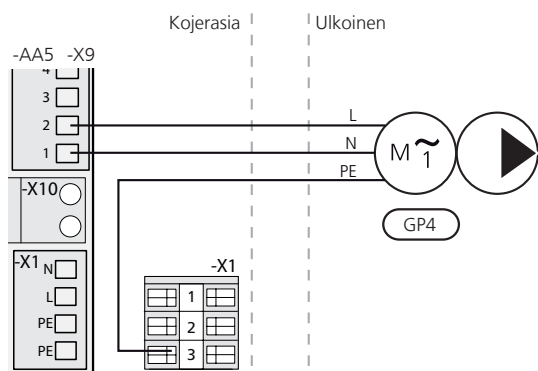 Kojerasia
Ulkoinen
-AA5 -X9
4
3
2
1
L
N
PE
M ~ 1
GP4
-X10
-X1
N
L
PE
PE
-X1
1
2
3